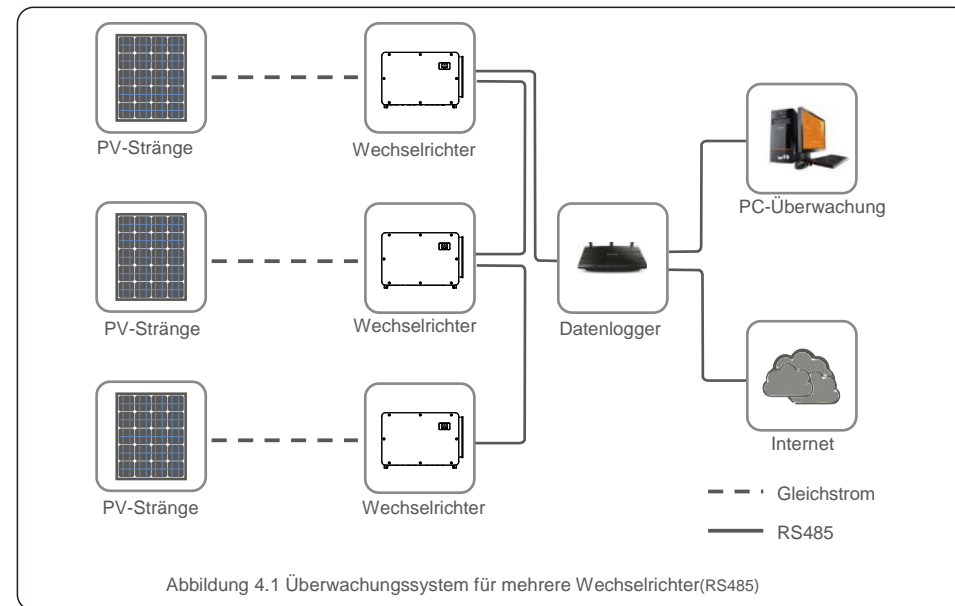 PV-Stränge
Wechselrichter
PC-Überwachung
PV-Stränge
Wechselrichter
Datenlogger
Internet
PV-Stränge
Wechselrichter
Gleichstrom
RS485
Abbildung 4.1 Überwachungssystem für mehrere Wechselrichter(RS485)